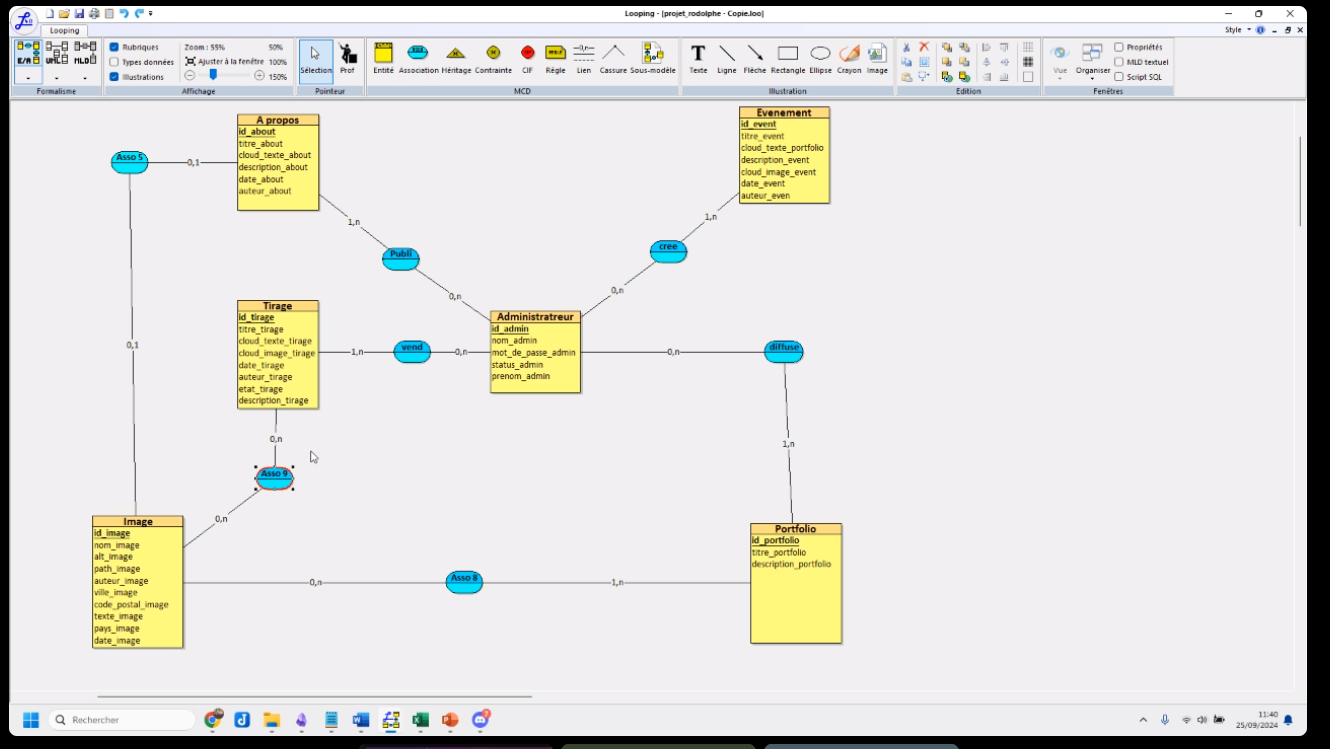 Looping - [projet_rodolphe - Copie.loo]
Looping
Style
Rubriques
Types données
Illustrations
Zoom : 55%
50%
Ajuster à la fenêtre
100%
150%
E/A
UML
MLD
Sélection
Prof
Entité
Association
Héritage
Contrainte
CIF
Règle
Lien
Cassure
Sous-modèle
Texte
Ligne
Flèche
Rectangle
Ellipse
Crayon
Image
Vue
Organiser
Propriétés
MLD textuel
Script SQL
Formalisme
Affichage
Pointeur
MCD
Illustration
Edition
Fenêtres
A propos
id_about
titre_about
cloud_texte_about
description_about
date_about
auteur_about
Evenement
id_event
titre_event
cloud_texte_portfolio
description_event
cloud_image_event
date_event
auteur_even
Asso 5
0,1
1,n
Publi
0,n
1,n
cree
0,n
Tirage
id_tirage
titre_tirage
cloud_texte_tirage
cloud_image_tirage
date_tirage
auteur_tirage
etat_tirage
description_tirage
1,n
vend
0,n
Administratreur
id_admin
nom_admin
mot_de_passe_admin
status_admin
prenom_admin
0,n
diffuse
1,n
0,1
0,n
Asso 9
0,n
Image
id_image
nom_image
alt_image
path_image
auteur_image
ville_image
code_postal_image
texte_image
pays_image
date_image
0,n
Asso 8
1,n
Portfolio
id_portfolio
titre_portfolio
description_portfolio
Rechercher
11:40
25/09/2024